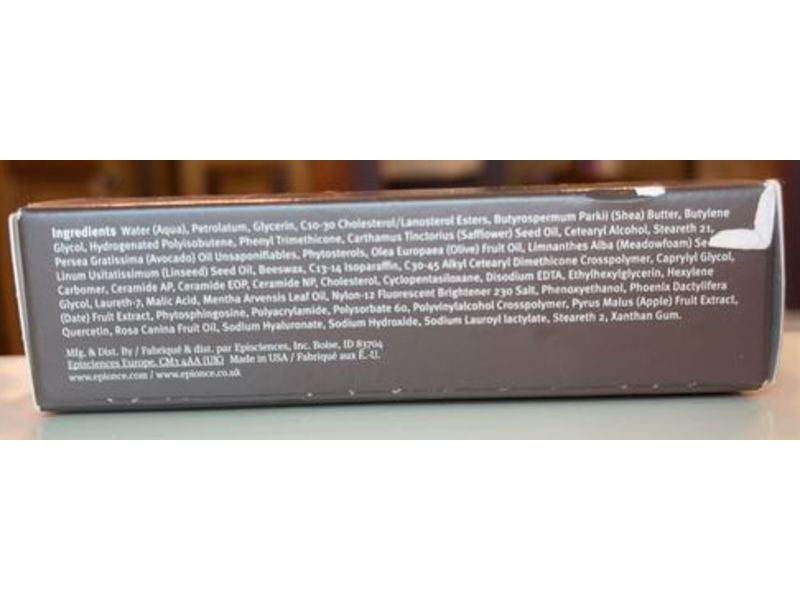 Ingredients Water (Aqua), Petrolatum, Glycerin, C10-30 Cholesterol/Lanosterol Esters, Butyrospermum Parkii (Shea) Butter, Butylene
Glycol, Hydrogenated Polyisobutene, Phenyl Trimethicone, Carthamus Tinctorius (Safflower) Seed Oil, Cetearyl Alcohol, Steareth 21,
Persea Gratissima (Avocado) Oil Unsaponifiables, Phytosterols, Olea Europaea (Olive) Fruit Oil, Limnanthes Alba (Meadowfoam) Se
Linum Usitatissimum (Linseed) Seed Oil, Beeswax, C13-14 Isoparaffin, C30-45 Alkyl Cetearyl Dimethicone Crosspolymer, Caprylyl Glycol,
Carbomer, Ceramide AP, Ceramide EOP, Ceramide NP, Cholesterol, Cyclopentasiloxane, Disodium EDTA, Ethylhexylglycerin, Hexylene
Glycol, Laureth-7, Malic Acid, Mentha Arvensis Leaf Oil, Nylon-12 Fluorescent Brightener 230 Salt, Phenoxyethanol, Phoenix Dactylifera
(Date) Fruit Extract, Phytosphingosine, Polyacrylamide, Polysorbate 60, Polyvinylalcohol Crosspolymer, Pyrus Malus (Apple) Fruit Extract,
Quercetin, Rosa Canina Fruit Oil, Sodium Hyaluronate, Sodium Hydroxide, Sodium Lauroyl lactylate, Steareth 2, Xanthan Gum.
Mfg. & Dist. By / Fabriqué & dist. par Episciences, Inc. Boise, ID 83704
Episciences Europe, CM1 4AA (UK) Made in USA / Fabriqué aux É.-U.
www.epionce.com / www.epionce.co.uk